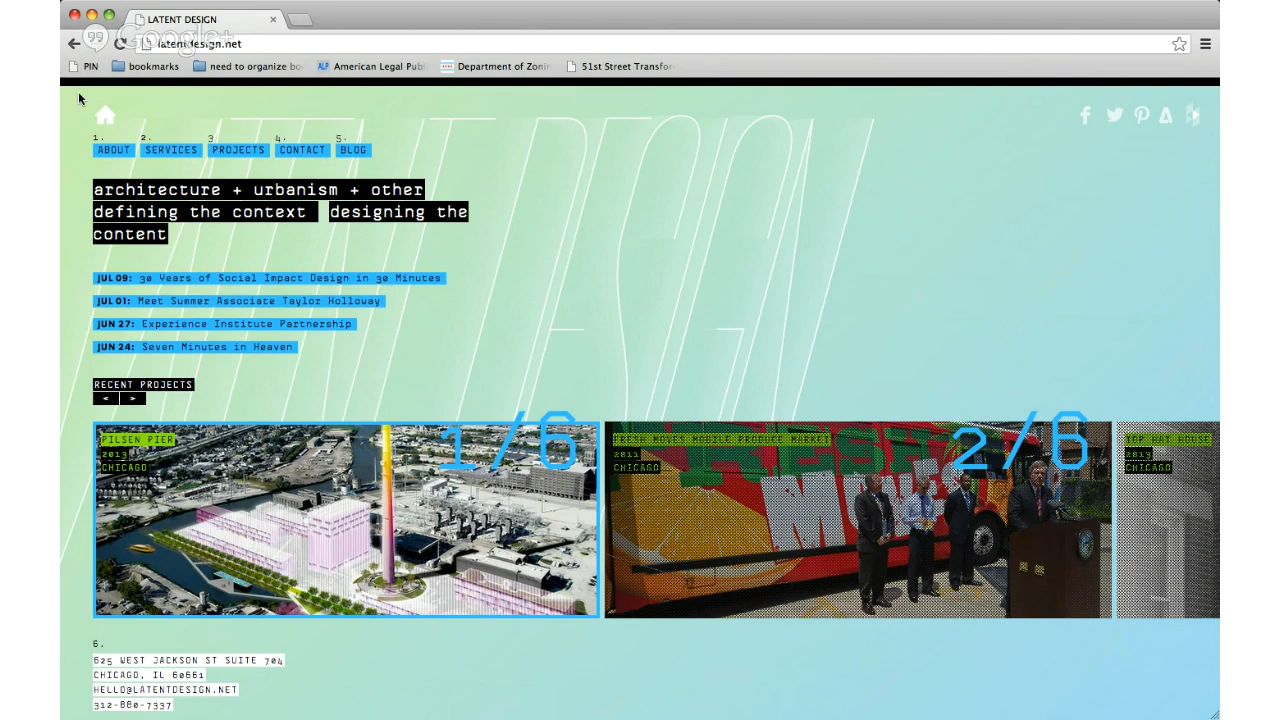 LATENT DESIGN
Google+
latentdesign.net
PIN bookmarks need to organize bo ALP American Legal Publ Department of Zonin 51st Street Transfor
1. 2. 3 4. 5.
ABOUT SERVICES PROJECTS CONTACT BLOG
architecture + urbanism + other
defining the context designing the
content
JUL 09: 30 Years of Social Impact Design in 30 Minutes
JUL 01: Meet Summer Associate Taylor Holloway
JUN 27: Experience Institute Partnership
JUN 24: Seven Minutes in Heaven
RECENT PROJECTS
< >
1/6 2/6
PILSEN PIER
2013
CHICAGO
FRESH MOVES MOBILE PRODUCE MARKET
2011
CHICAGO
FRESH
MOVES
TOP HAT HOUSE
2013
CHICAGO
6.
625 WEST JACKSON ST SUITE 704
CHICAGO, IL 60661
HELLO@LATENTDESIGN.NET
312-880-7337